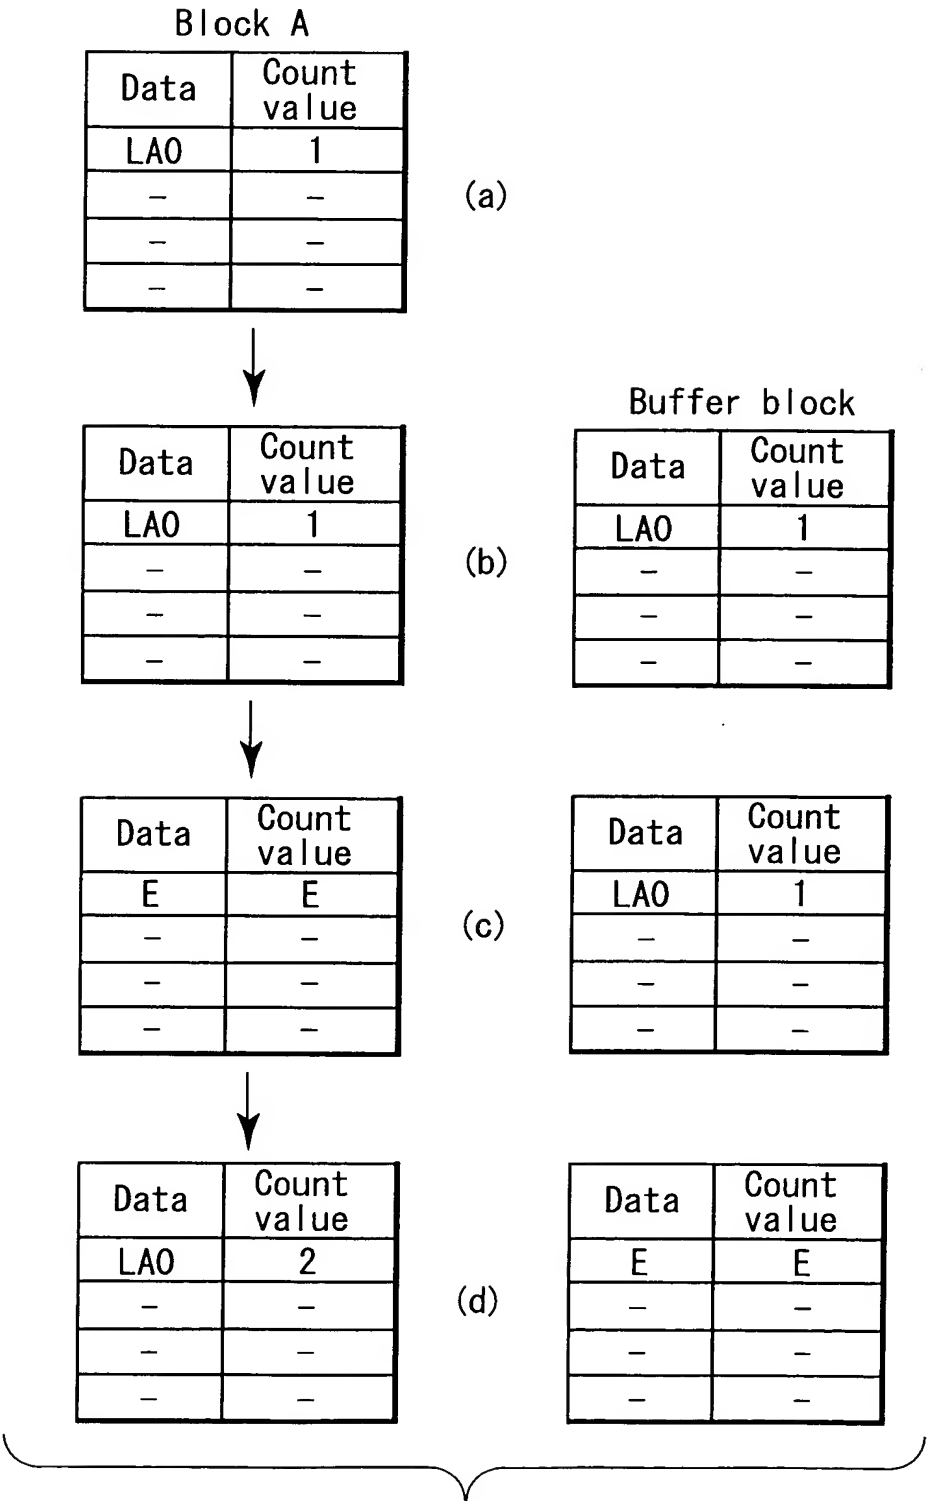 Block A
Data Count value
LA0 1
– –
– –
– –
(a)
Buffer block
Data Count value
LA0 1
– –
– –
– –
(b)
Data Count value
LA0 1
– –
– –
– –
Data Count value
E E
– –
– –
– –
(c)
Data Count value
LA0 1
– –
– –
– –
Data Count value
LA0 2
– –
– –
– –
(d)
Data Count value
E E
– –
– –
– –